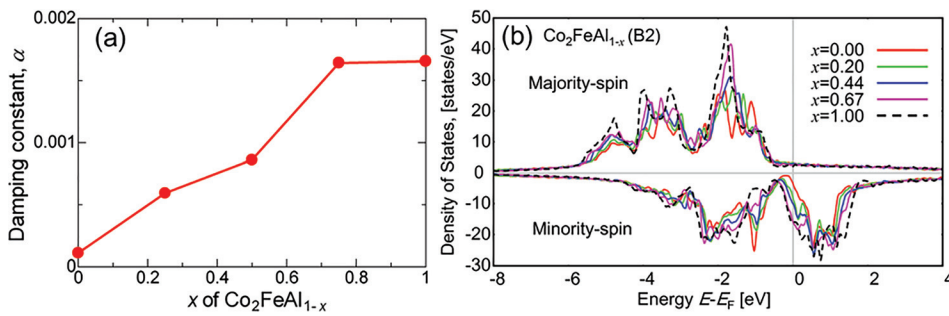 (a)
Damping constant, α
0.002
0.001
0
0 0.2 0.4 0.6 0.8 1
x of Co₂FeAl₁₋ₓ
(b)
Co₂FeAl₁₋ₓ (B2)
Majority-spin
Minority-spin
x=0.00
x=0.20
x=0.44
x=0.67
x=1.00
Density of States, [states/eV]
50
40
30
20
10
0
-10
-20
-30
-8 -6 -4 -2 0 2 4
Energy E-E_F [eV]